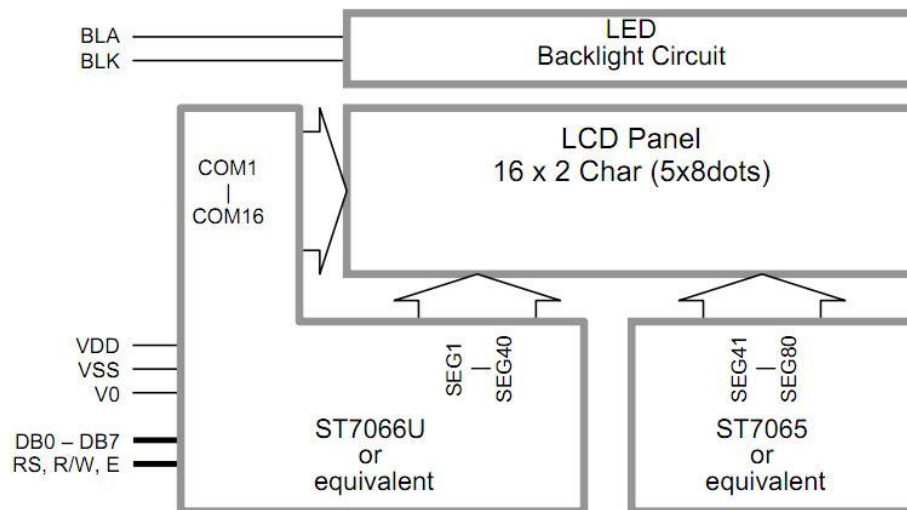 BLA
BLK
LED
Backlight Circuit
LCD Panel
16 x 2 Char (5x8dots)
COM1
|
COM16
VDD
VSS
V0
DB0 – DB7
RS, R/W, E
SEG1
—
SEG40
ST7066U
or
equivalent
SEG41
—
SEG80
ST7065
or
equivalent